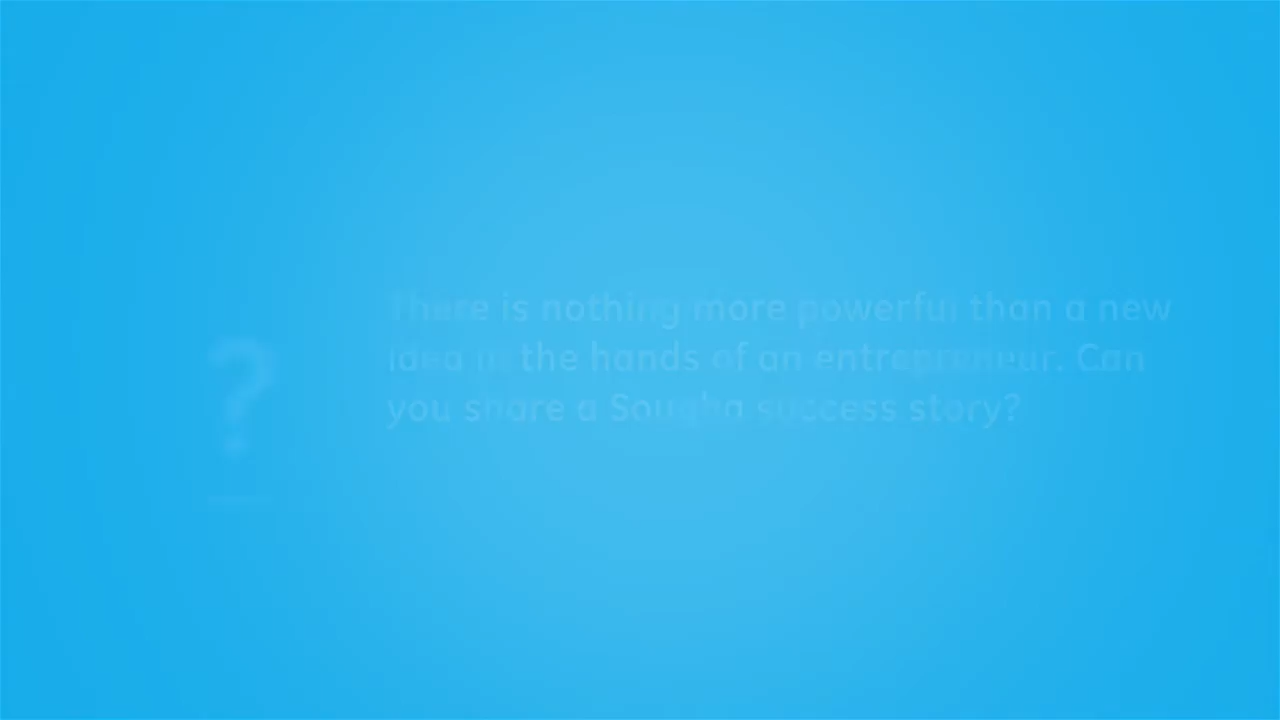 ?
There is nothing more powerful than a new
idea in the hands of an entrepreneur. Can
you share a Sougha success story?